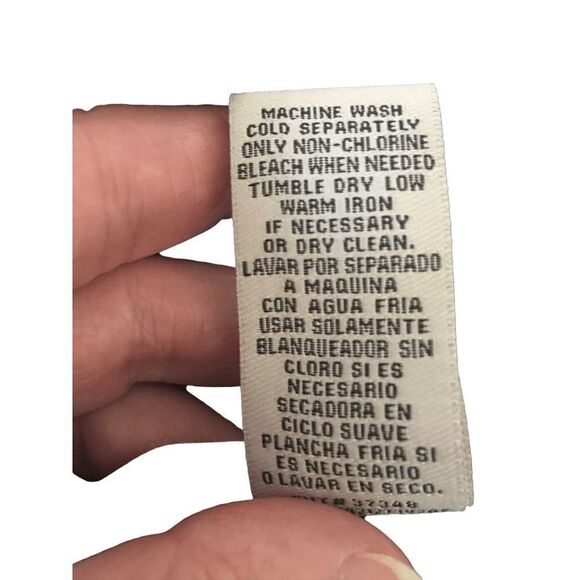 MACHINE WASH
COLD SEPARATELY
ONLY NON-CHLORINE
BLEACH WHEN NEEDED
TUMBLE DRY LOW
WARM IRON
IF NECESSARY
OR DRY CLEAN.
LAVAR POR SEPARADO
A MAQUINA
CON AGUA FRIA
USAR SOLAMENTE
BLANQUEADOR SIN
CLORO SI ES
NECESARIO
SECADORA EN
CICLO SUAVE
PLANCHA FRIA SI
ES NECESARIO
O LAVAR EN SECO.
37348